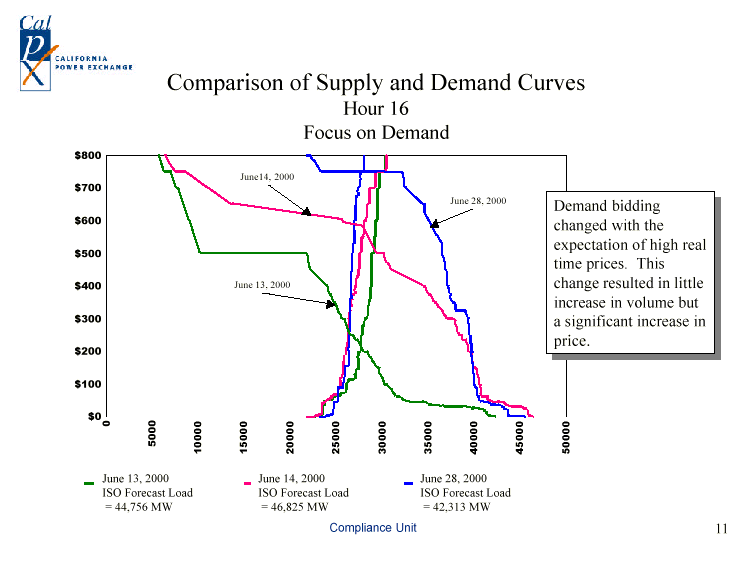 Cal
px
CALIFORNIA
POWER EXCHANGE
Comparison of Supply and Demand Curves
Hour 16
Focus on Demand
$800
$700
$600
$500
$400
$300
$200
$100
$0
June14, 2000
June 28, 2000
June 13, 2000
Demand bidding
changed with the
expectation of high real
time prices. This
change resulted in little
increase in volume but
a significant increase in
price.
0
5000
10000
15000
20000
25000
30000
35000
40000
45000
50000
June 13, 2000
ISO Forecast Load
= 44,756 MW
June 14, 2000
ISO Forecast Load
= 46,825 MW
June 28, 2000
ISO Forecast Load
= 42,313 MW
Compliance Unit
11